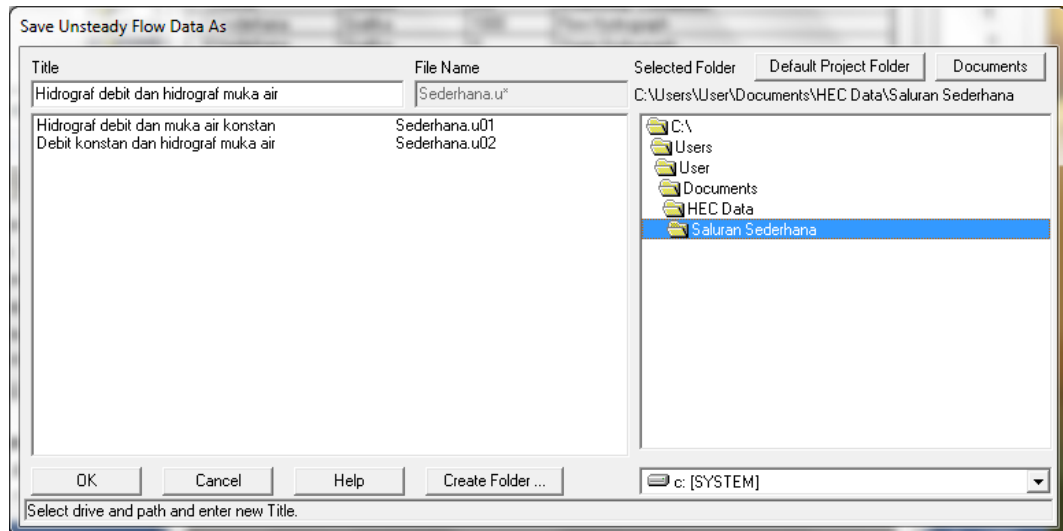 Save Unsteady Flow Data As
Title File Name Selected Folder Default Project Folder Documents
Hidrograf debit dan hidrograf muka air Sederhana.u* C:\Users\User\Documents\HEC Data\Saluran Sederhana
Hidrograf debit dan muka air konstan Sederhana.u01
Debit konstan dan hidrograf muka air Sederhana.u02
C:\
Users
User
Documents
HEC Data
Saluran Sederhana
OK Cancel Help Create Folder ... c: [SYSTEM]
Select drive and path and enter new Title.